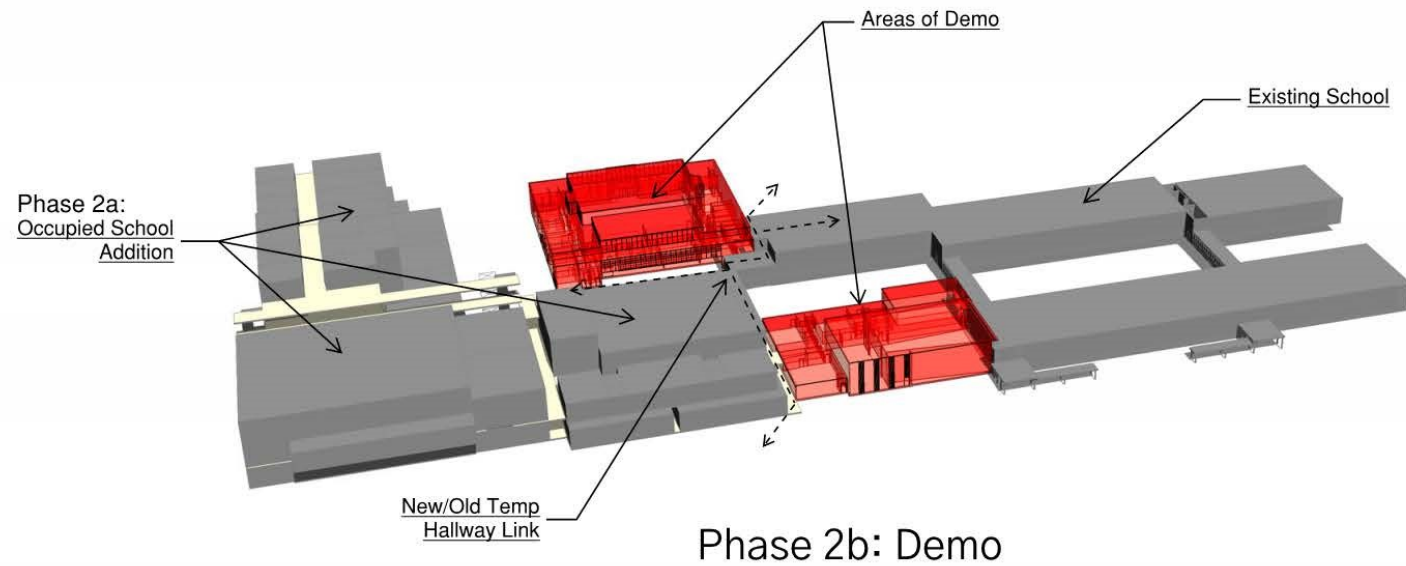 Areas of Demo
Existing School
Phase 2a:
Occupied School
Addition
New/Old Temp
Hallway Link
Phase 2b: Demo